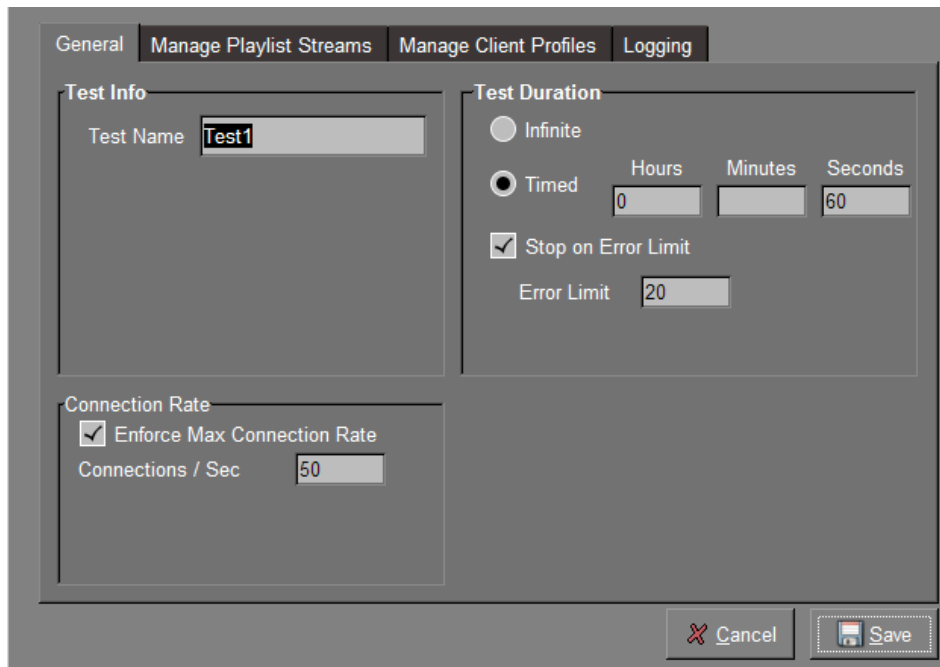 General Manage Playlist Streams Manage Client Profiles Logging
Test Info
Test Name Test1
Test Duration
Infinite
Timed
Hours Minutes Seconds
0 60
Stop on Error Limit
Error Limit 20
Connection Rate
Enforce Max Connection Rate
Connections / Sec 50
Cancel Save